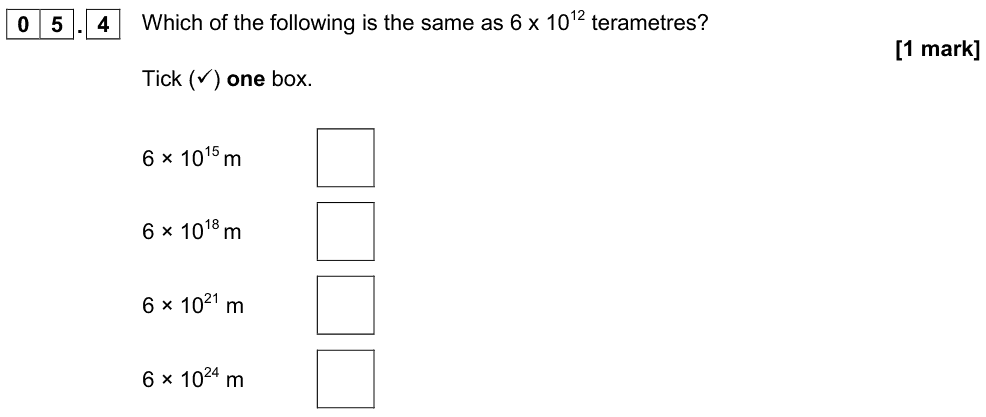 0 5 . 4 Which of the following is the same as 6 x 10¹² terametres?
[1 mark]
Tick (✓) one box.
6 × 10¹⁵ m
6 × 10¹⁸ m
6 × 10²¹ m
6 × 10²⁴ m